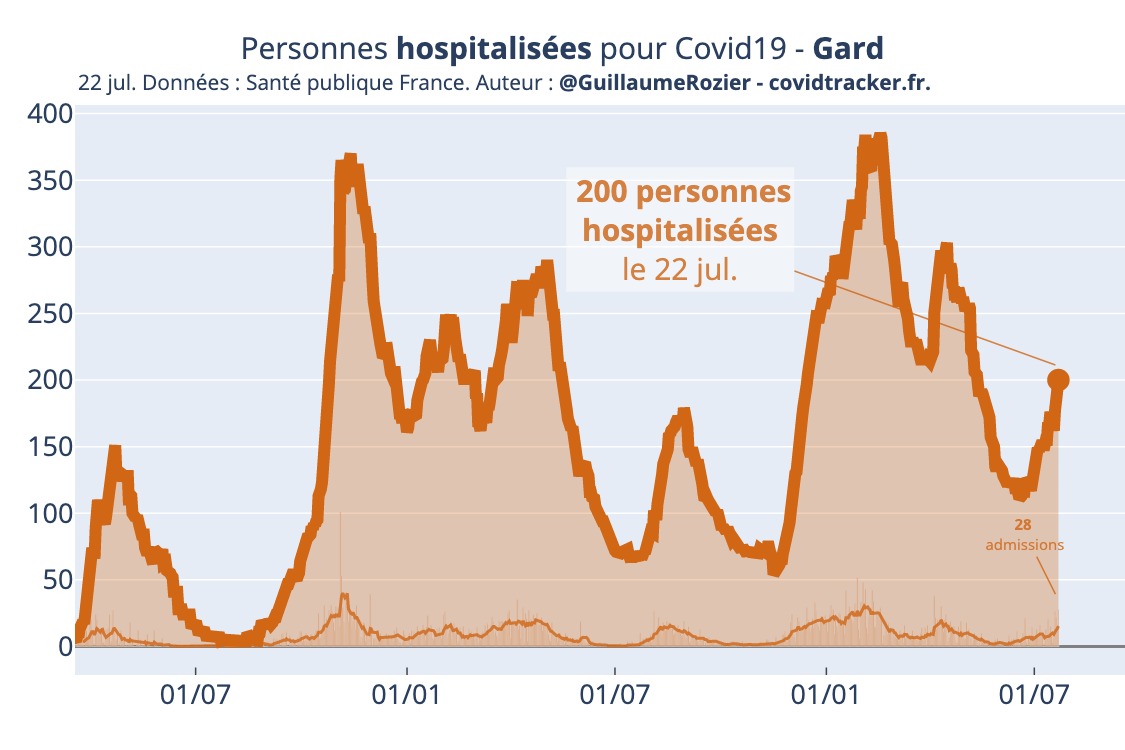 Personnes hospitalisées pour Covid19 - Gard
22 jul. Données : Santé publique France. Auteur : @GuillaumeRozier - covidtracker.fr.
400
350
200 personnes
hospitalisées
le 22 jul.
300
250
200
150
100
28
admissions
50
0
01/07
01/01
01/07
01/01
01/07